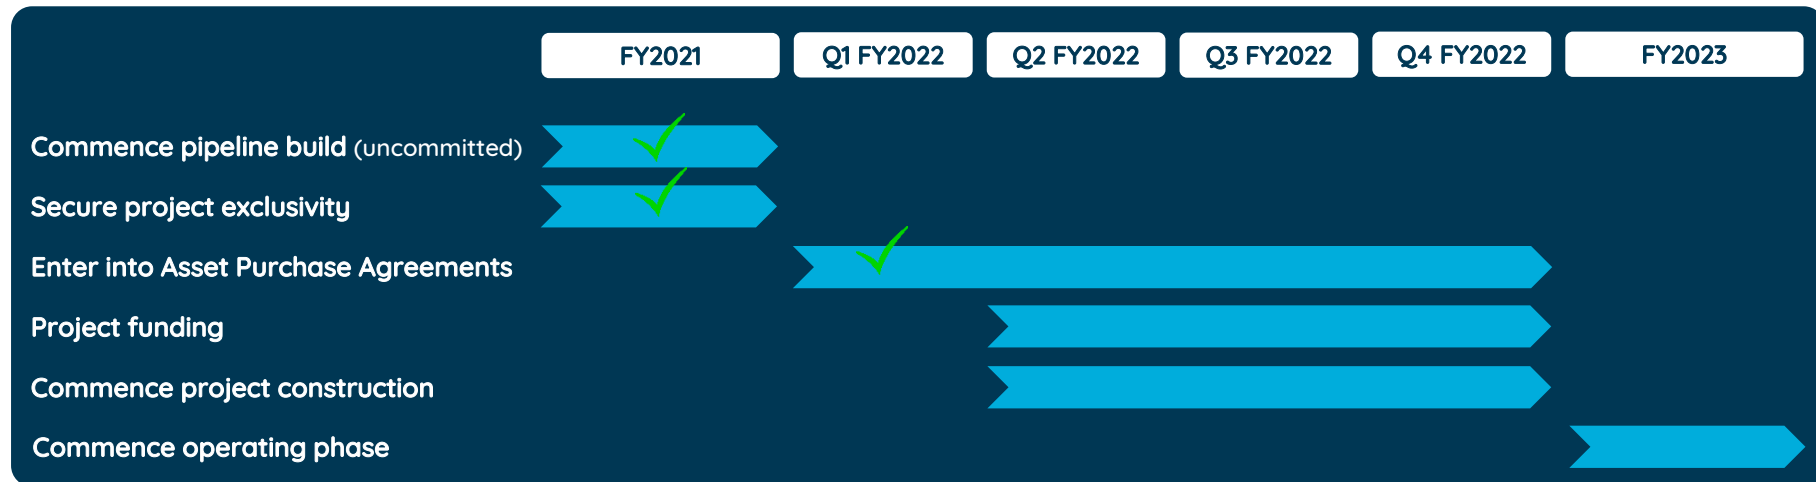 FY2021 Q1 FY2022 Q2 FY2022 Q3 FY2022 Q4 FY2022 FY2023
Commence pipeline build (uncommitted)
Secure project exclusivity
Enter into Asset Purchase Agreements
Project funding
Commence project construction
Commence operating phase